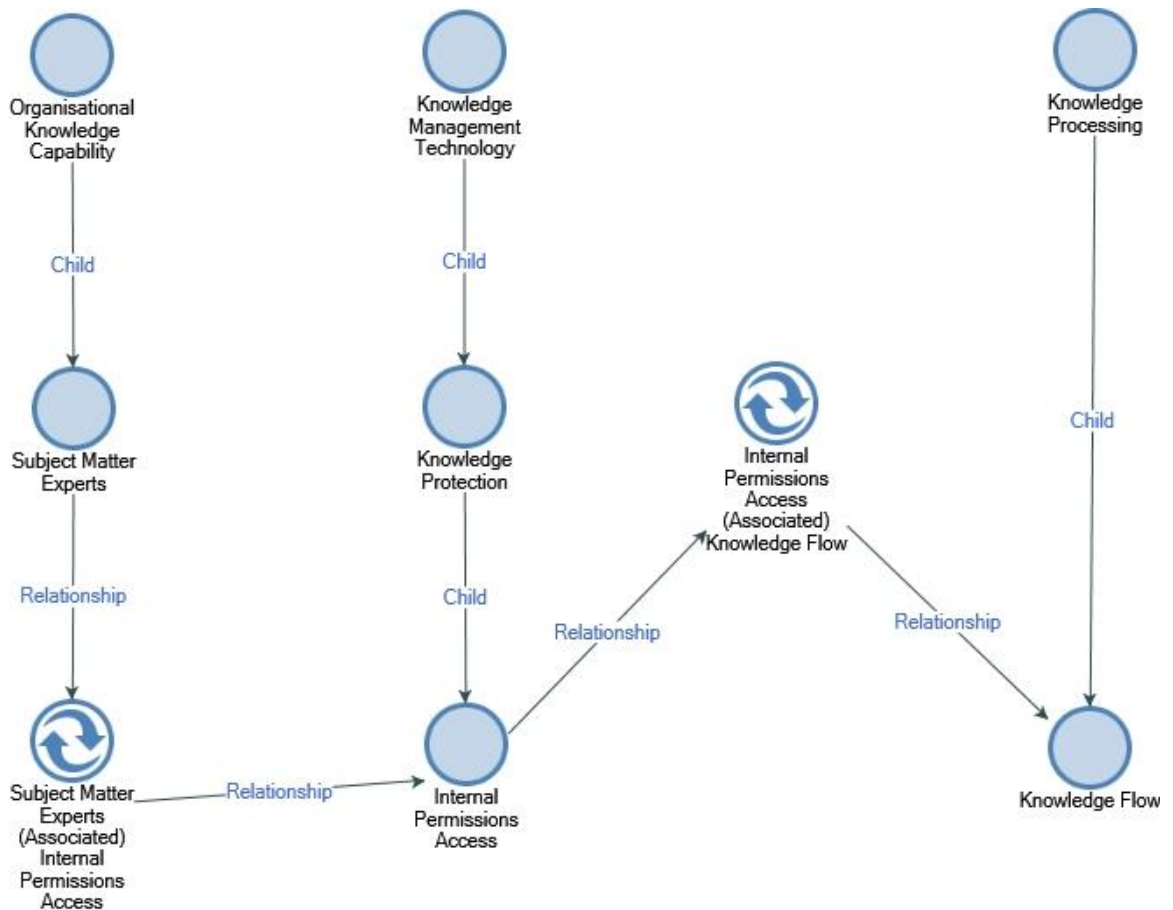 Organisational
Knowledge
Capability
Knowledge
Management
Technology
Knowledge
Processing
Child
Child
Child
Subject Matter
Experts
Knowledge
Protection
Internal
Permissions
Access
(Associated)
Knowledge Flow
Relationship
Child
Relationship
Relationship
Subject Matter
Experts
(Associated)
Internal
Permissions
Access
Relationship
Internal
Permissions
Access
Knowledge Flow